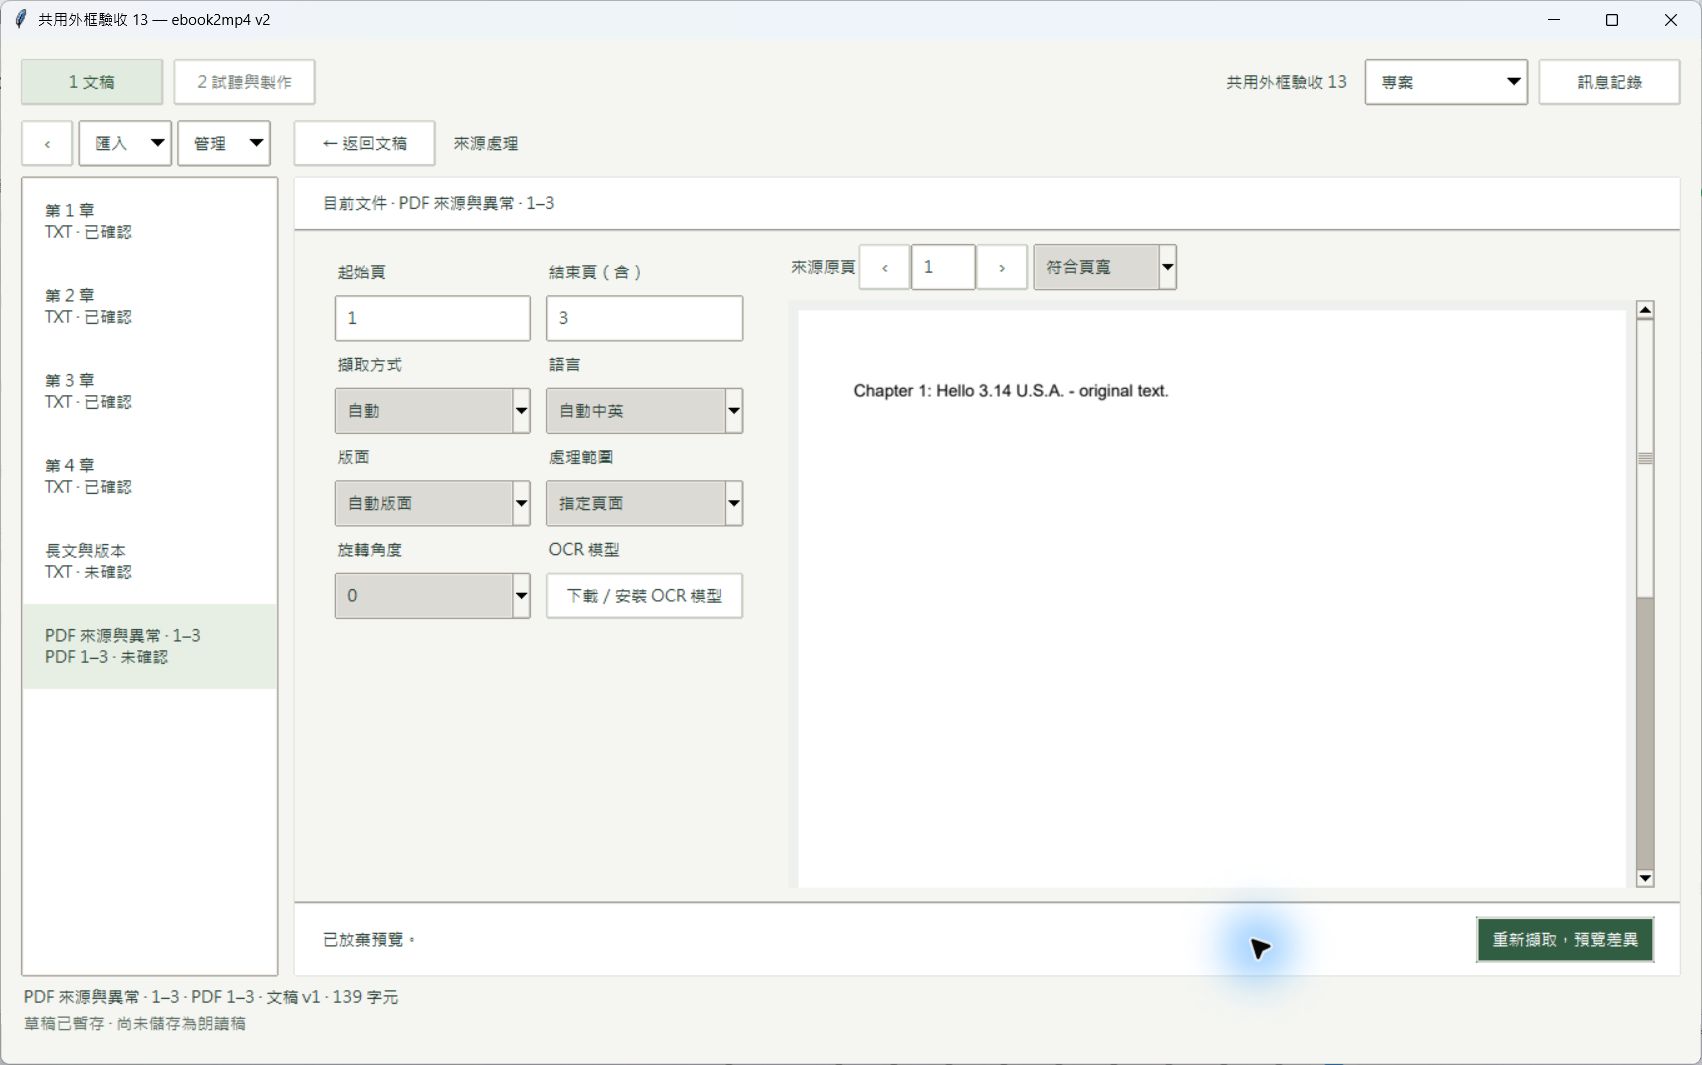 共用外框驗收 13 — ebook2mp4 v2
1 文稿
2 試聽與製作
共用外框驗收 13
專案
訊息記錄
‹
匯入
管理
← 返回文稿
來源處理
第 1 章
TXT · 已確認
第 2 章
TXT · 已確認
第 3 章
TXT · 已確認
第 4 章
TXT · 已確認
長文與版本
TXT · 未確認
PDF 來源與異常 · 1–3
PDF 1–3 · 未確認
目前文件 · PDF 來源與異常 · 1–3
起始頁
結束頁（含）
1
3
擷取方式
語言
自動
自動中英
版面
處理範圍
自動版面
指定頁面
旋轉角度
OCR 模型
0
下載 / 安裝 OCR 模型
來源原頁
‹
1
›
符合頁寬
Chapter 1: Hello 3.14 U.S.A. - original text.
已放棄預覽。
重新擷取，預覽差異
PDF 來源與異常 · 1–3 · PDF 1–3 · 文稿 v1 · 139 字元
草稿已暫存 · 尚未儲存為朗讀稿